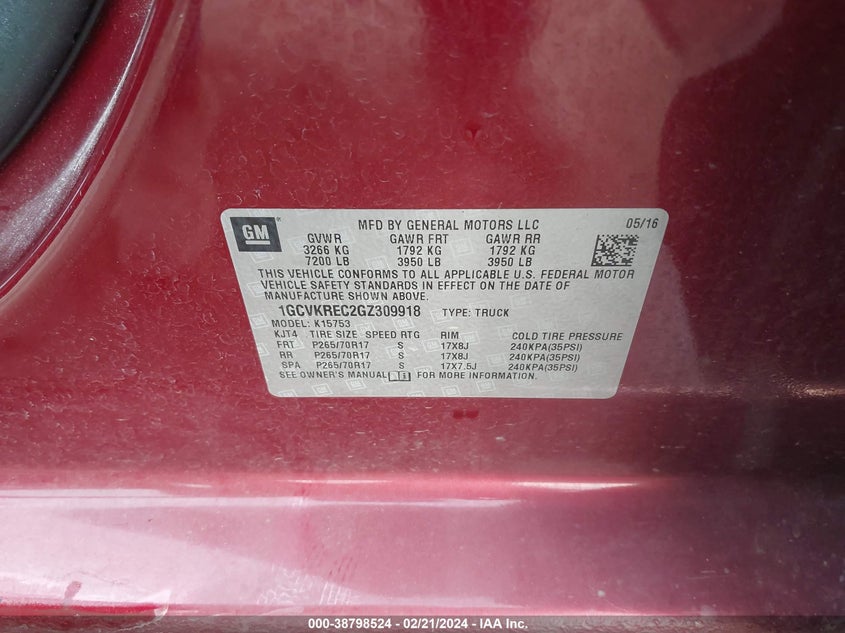 GM
MFD BY GENERAL MOTORS LLC 05/16
GVWR GAWR FRT GAWR RR
3266 KG 1792 KG 1792 KG
7200 LB 3950 LB 3950 LB
THIS VEHICLE CONFORMS TO ALL APPLICABLE U.S. FEDERAL MOTOR
VEHICLE SAFETY STANDARDS IN EFFECT ON THE DATE OF
MANUFACTURE SHOWN ABOVE.
1GCVKREC2GZ309918 TYPE: TRUCK
MODEL: K15753
KJT4 TIRE SIZE SPEED RTG RIM COLD TIRE PRESSURE
FRT P265/70R17 S 17X8J 240KPA(35PSI)
RR P265/70R17 S 17X8J 240KPA(35PSI)
SPA P265/70R17 S 17X7.5J 240KPA(35PSI)
SEE OWNER'S MANUAL FOR MORE INFORMATION.
000-38798524 — 02/21/2024 — IAA Inc.